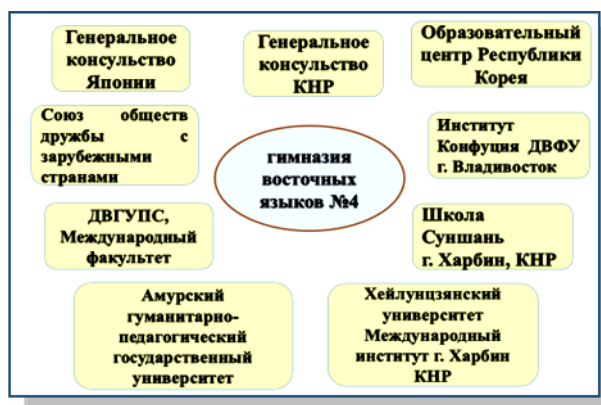 Генеральное
консульство
Японии
Генеральное
консульство
КНР
Образовательный
центр Республики
Корея
Союз обществ
дружбы с
зарубежными
странами
гимназия
восточных
языков №4
Институт
Конфуция ДВФУ
г. Владивосток
ДВГУПС,
Международный
факультет
Школа
Суншань
г. Харбин, КНР
Амурский
гуманитарно-
педагогический
государственный
университет
Хейлунцзянский
университет
Международный
институт г. Харбин
КНР